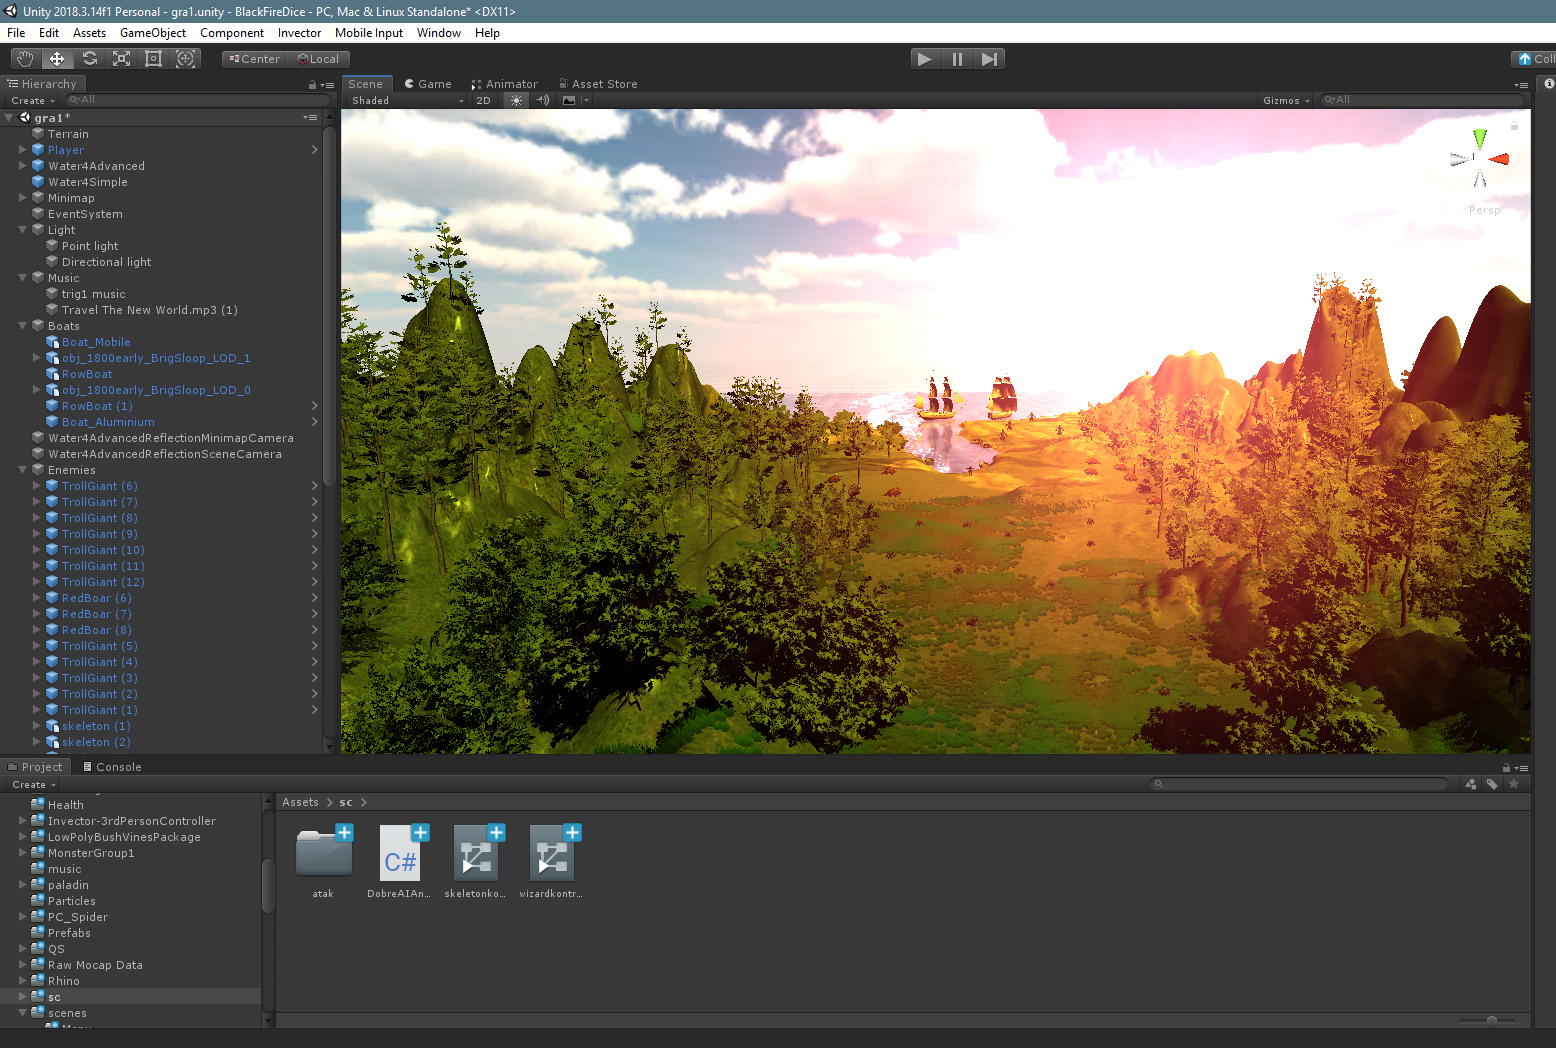 Unity 2018.3.14f1 Personal - gra1.unity - BlackFireDice - PC, Mac & Linux Standalone* <DX11>
File Edit Assets GameObject Component Invector Mobile Input Window Help
Center Local
Coll
Hierarchy
Create All
gra1*
Terrain
Player
Water4Advanced
Water4Simple
Minimap
EventSystem
Light
Point light
Directional light
Music
trig1 music
Travel The New World.mp3 (1)
Boats
Boat_Mobile
obj_1800early_BrigSloop_LOD_1
RowBoat
obj_1800early_BrigSloop_LOD_0
RowBoat (1)
Boat_Aluminium
Water4AdvancedReflectionMinimapCamera
Water4AdvancedReflectionSceneCamera
Enemies
TrollGiant (6)
TrollGiant (7)
TrollGiant (8)
TrollGiant (9)
TrollGiant (10)
TrollGiant (11)
TrollGiant (12)
RedBoar (6)
RedBoar (7)
RedBoar (8)
TrollGiant (5)
TrollGiant (4)
TrollGiant (3)
TrollGiant (2)
TrollGiant (1)
skeleton (1)
skeleton (2)
Scene Game Animator Asset Store
Shaded 2D Gizmos All
Persp
Project Console
Create
Health
Invector-3rdPersonController
LowPolyBushVinesPackage
MonsterGroup1
music
paladin
Particles
PC_Spider
Prefabs
QS
Raw Mocap Data
Rhino
sc
scenes
Assets > sc >
C#
atak DobreAIAn... skeletonko... wizardkontr...